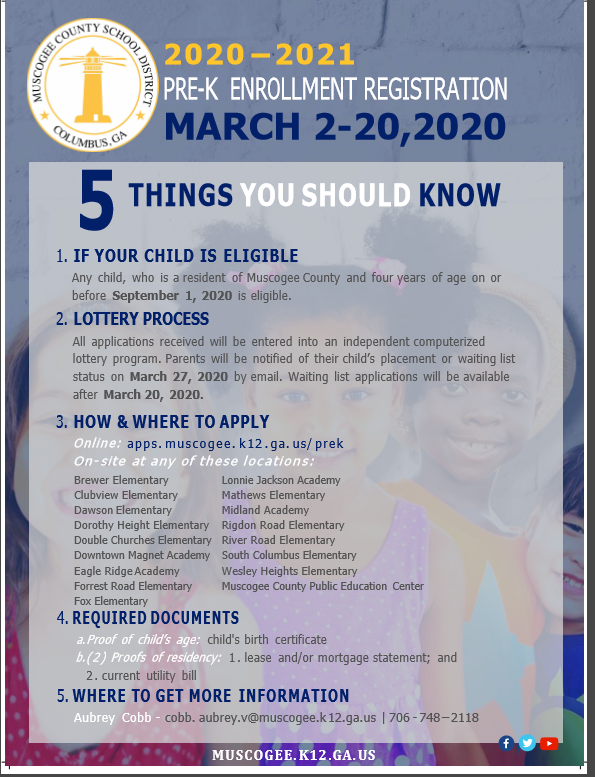 MUSCOGEE COUNTY SCHOOL DISTRICT
COLUMBUS, GA
2020–2021
PRE-K ENROLLMENT REGISTRATION
MARCH 2-20,2020
5 THINGS YOU SHOULD KNOW
1. IF YOUR CHILD IS ELIGIBLE
Any child, who is a resident of Muscogee County and four years of age on or
before September 1, 2020 is eligible.
2. LOTTERY PROCESS
All applications received will be entered into an independent computerized
lottery program. Parents will be notified of their child's placement or waiting list
status on March 27, 2020 by email. Waiting list applications will be available
after March 20, 2020.
3. HOW & WHERE TO APPLY
Online: apps.muscogee.k12.ga.us/prek
On-site at any of these locations:
Brewer Elementary
Clubview Elementary
Dawson Elementary
Dorothy Height Elementary
Double Churches Elementary
Downtown Magnet Academy
Eagle Ridge Academy
Forrest Road Elementary
Fox Elementary
Lonnie Jackson Academy
Mathews Elementary
Midland Academy
Rigdon Road Elementary
River Road Elementary
South Columbus Elementary
Wesley Heights Elementary
Muscogee County Public Education Center
4. REQUIRED DOCUMENTS
a.Proof of child's age: child's birth certificate
b.(2) Proofs of residency: 1. lease and/or mortgage statement; and
2. current utility bill
5. WHERE TO GET MORE INFORMATION
Aubrey Cobb - cobb.aubrey.v@muscogee.k12.ga.us | 706-748–2118
MUSCOGEE.K12.GA.US